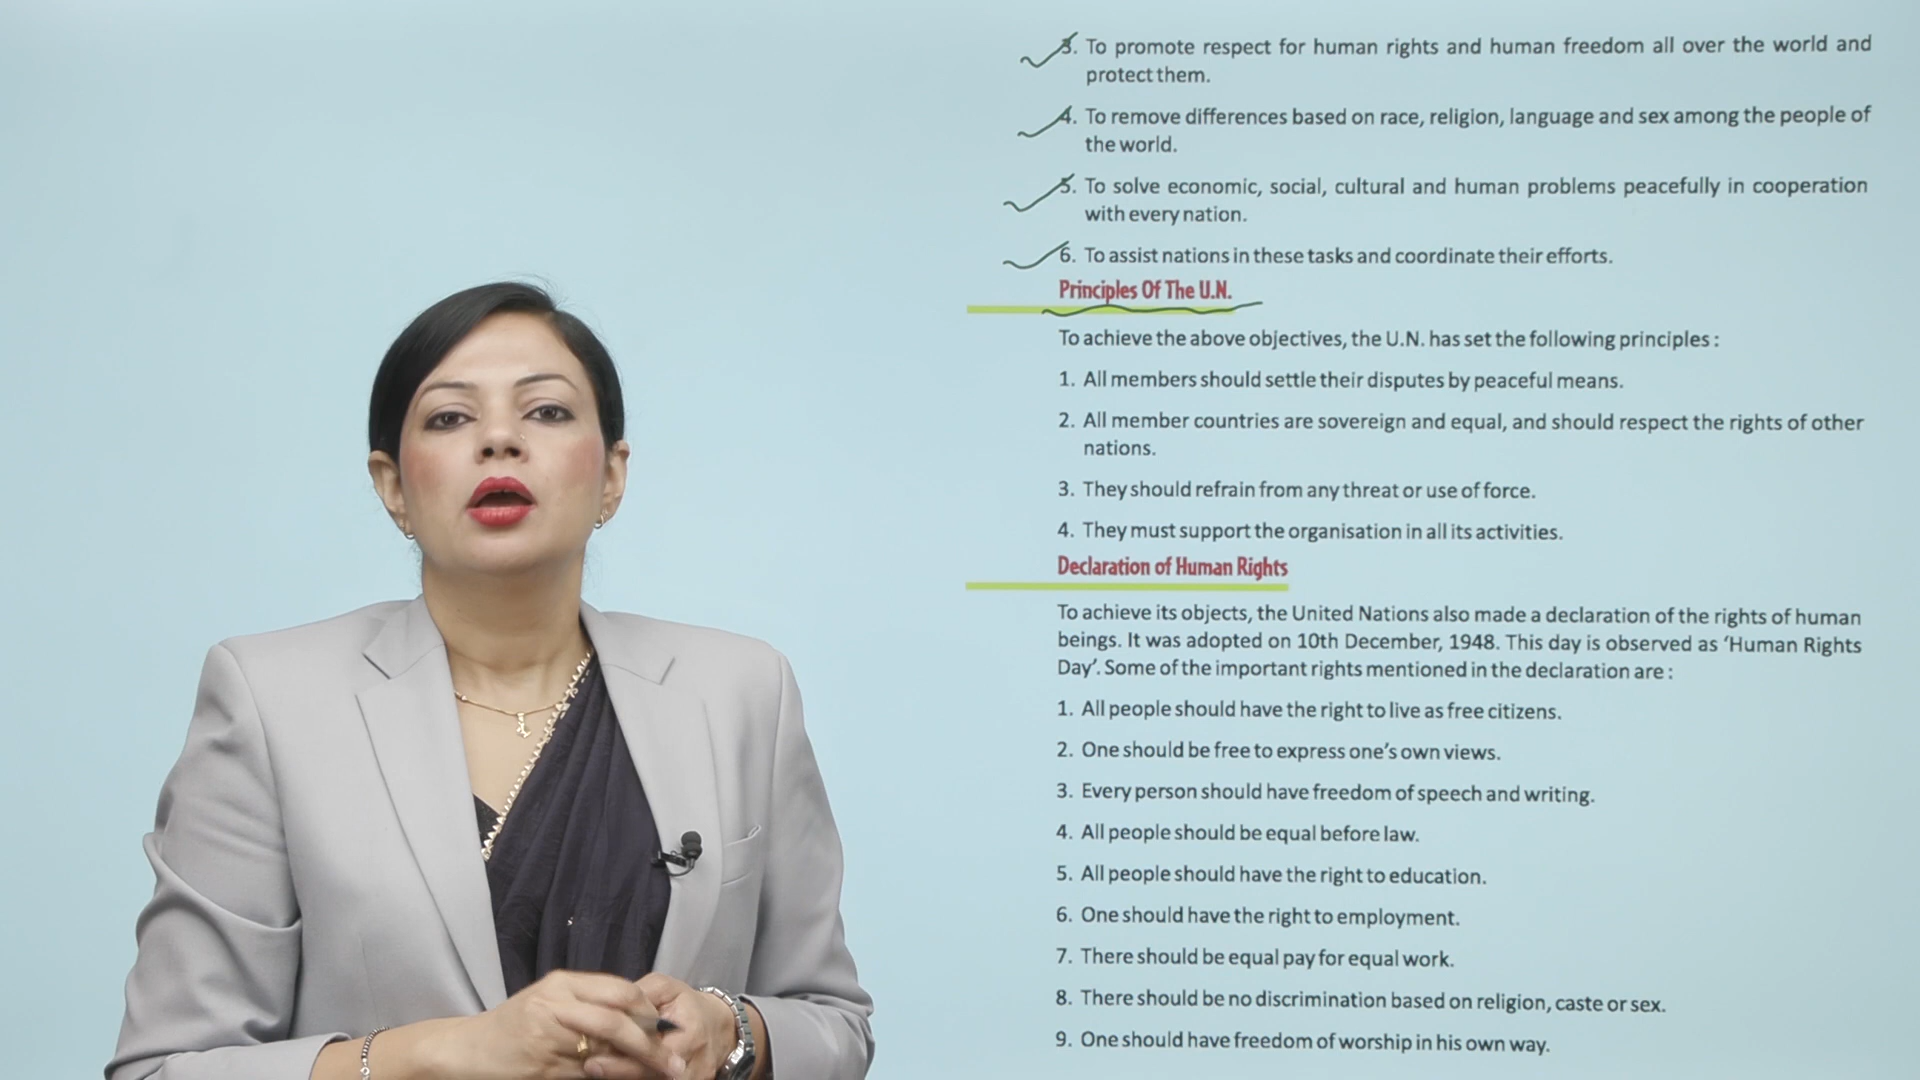 3. To promote respect for human rights and human freedom all over the world and
protect them.
4. To remove differences based on race, religion, language and sex among the people of
the world.
5. To solve economic, social, cultural and human problems peacefully in cooperation
with every nation.
6. To assist nations in these tasks and coordinate their efforts.
Principles Of The U.N.
To achieve the above objectives, the U.N. has set the following principles :
1. All members should settle their disputes by peaceful means.
2. All member countries are sovereign and equal, and should respect the rights of other
nations.
3. They should refrain from any threat or use of force.
4. They must support the organisation in all its activities.
Declaration of Human Rights
To achieve its objects, the United Nations also made a declaration of the rights of human
beings. It was adopted on 10th December, 1948. This day is observed as ‘Human Rights
Day’. Some of the important rights mentioned in the declaration are :
1. All people should have the right to live as free citizens.
2. One should be free to express one’s own views.
3. Every person should have freedom of speech and writing.
4. All people should be equal before law.
5. All people should have the right to education.
6. One should have the right to employment.
7. There should be equal pay for equal work.
8. There should be no discrimination based on religion, caste or sex.
9. One should have freedom of worship in his own way.